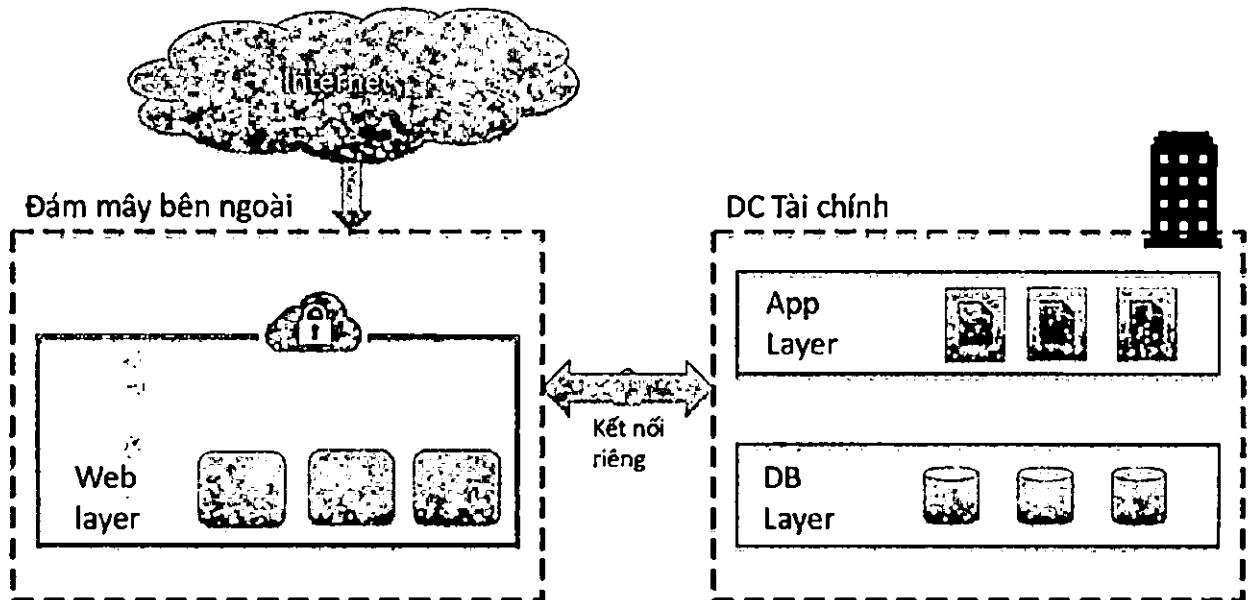 Internet
Đám mây bên ngoài
DC Tài chính
App
Layer
Kết nối
riêng
Web
layer
DB
Layer